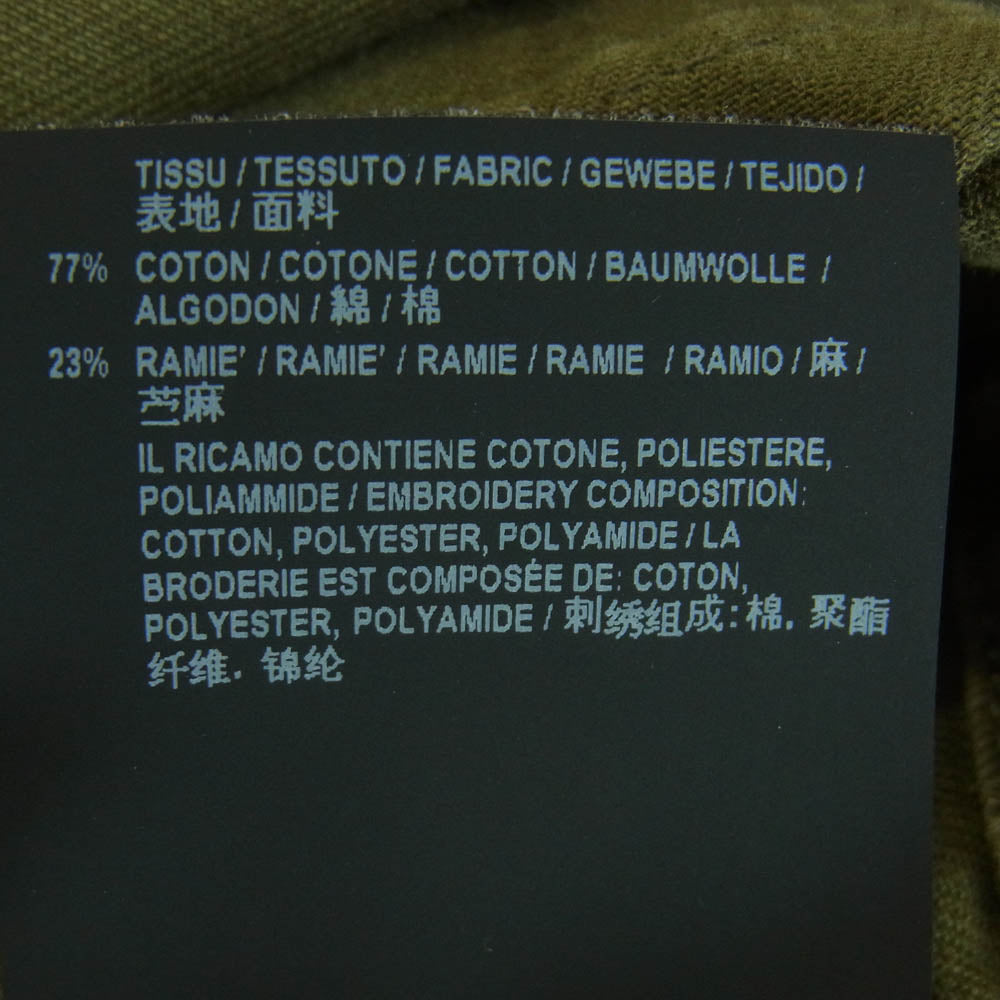 TISSU / TESSUTO / FABRIC / GEWEBE / TEJIDO /
表地 / 面料
77% COTON / COTONE / COTTON / BAUMWOLLE /
ALGODON / 綿 / 棉
23% RAMIE' / RAMIE' / RAMIE / RAMIE / RAMIO / 麻 /
芒麻
IL RICAMO CONTIENE COTONE, POLIESTERE,
POLIAMMIDE / EMBROIDERY COMPOSITION:
COTTON, POLYESTER, POLYAMIDE / LA
BRODERIE EST COMPOSÉE DE: COTON,
POLYESTER, POLYAMIDE / 刺绣组成:棉. 聚酯
纤维. 锦纶